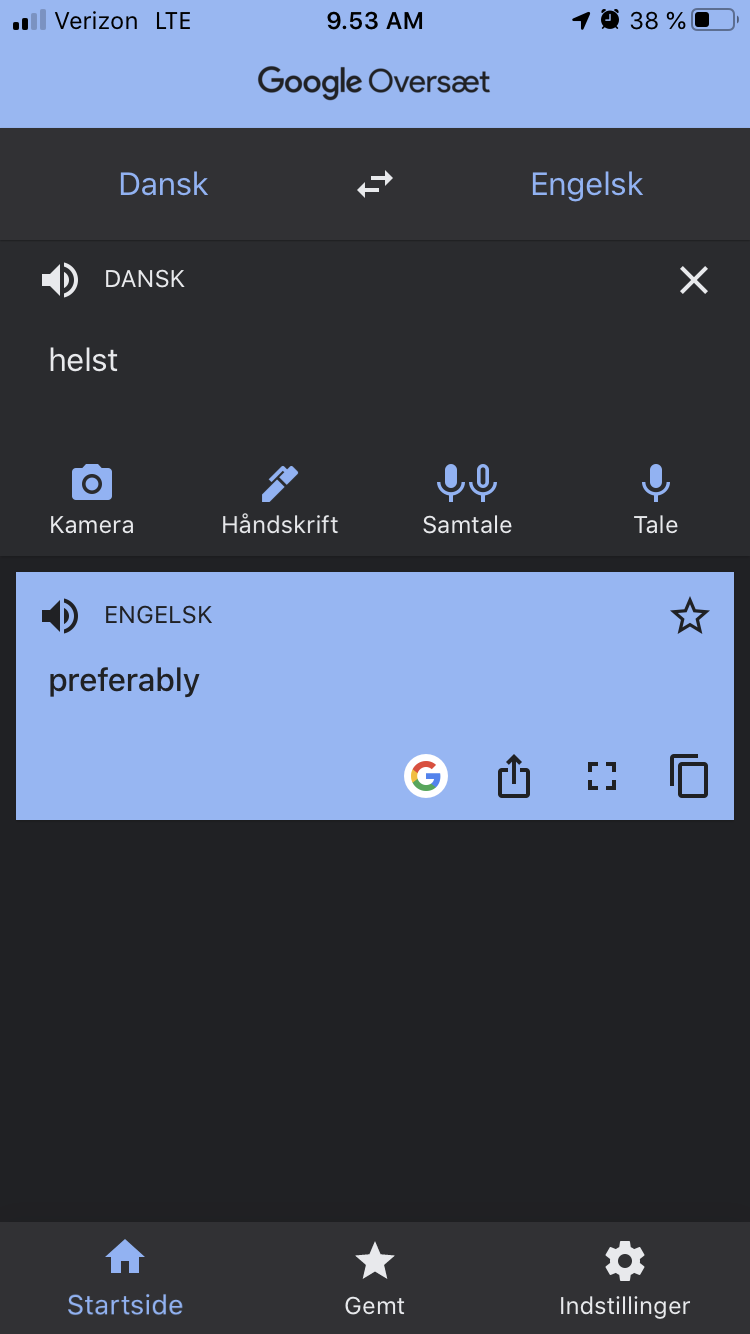 Verizon LTE 9.53 AM 38 %
Google Oversæt
Dansk Engelsk
DANSK
helst
Kamera Håndskrift Samtale Tale
ENGELSK
preferably
G
Startside Gemt Indstillinger